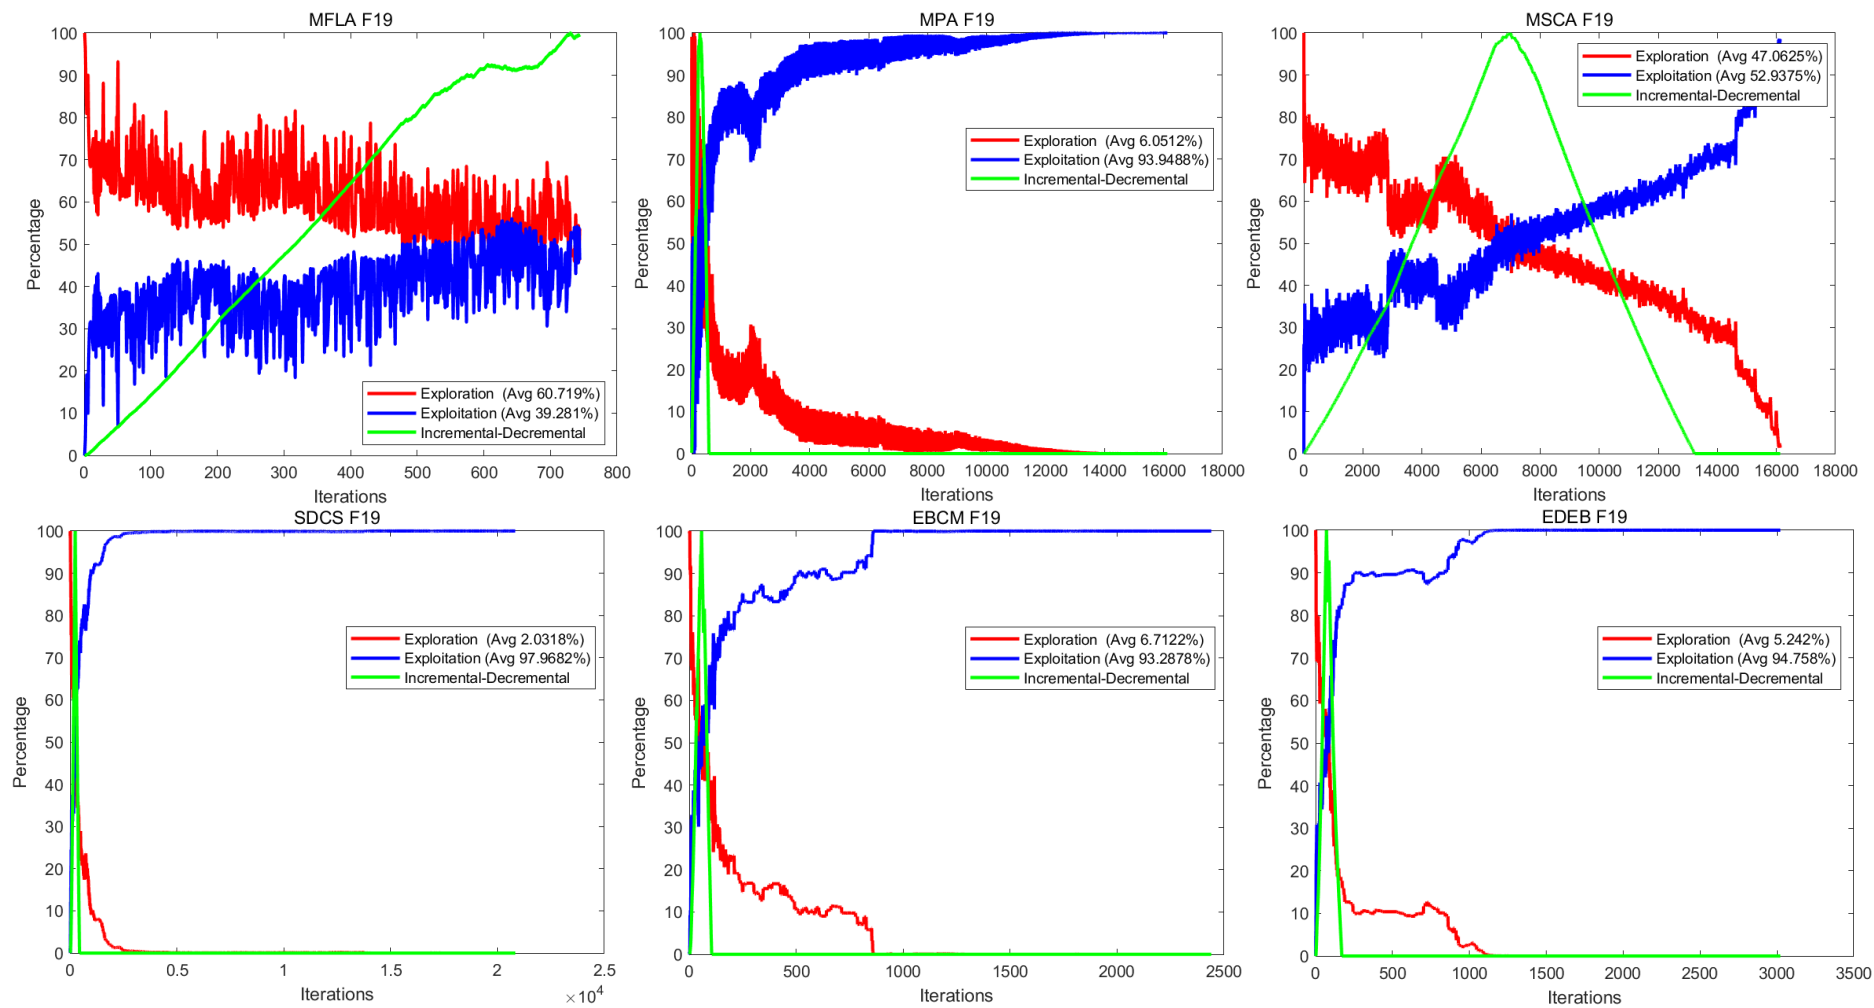 MFLA F19
100
90
80
70
60
50
40
30
20
10
0
Percentage
Exploration (Avg 60.719%)
Exploitation (Avg 39.281%)
Incremental-Decremental
0 100 200 300 400 500 600 700 800
Iterations
MPA F19
100
90
80
70
60
50
40
30
20
10
0
Percentage
Exploration (Avg 6.0512%)
Exploitation (Avg 93.9488%)
Incremental-Decremental
0 2000 4000 6000 8000 10000 12000 14000 16000 18000
Iterations
MSCA F19
100
90
80
70
60
50
40
30
20
10
0
Percentage
Exploration (Avg 47.0625%)
Exploitation (Avg 52.9375%)
Incremental-Decremental
0 2000 4000 6000 8000 10000 12000 14000 16000 18000
Iterations
SDCS F19
100
90
80
70
60
50
40
30
20
10
0
Percentage
Exploration (Avg 2.0318%)
Exploitation (Avg 97.9682%)
Incremental-Decremental
0 0.5 1 1.5 2 2.5
Iterations
×10⁴
EBCM F19
100
90
80
70
60
50
40
30
20
10
0
Percentage
Exploration (Avg 6.7122%)
Exploitation (Avg 93.2878%)
Incremental-Decremental
0 500 1000 1500 2000 2500
Iterations
EDEB F19
100
90
80
70
60
50
40
30
20
10
0
Percentage
Exploration (Avg 5.242%)
Exploitation (Avg 94.758%)
Incremental-Decremental
0 500 1000 1500 2000 2500 3000 3500
Iterations